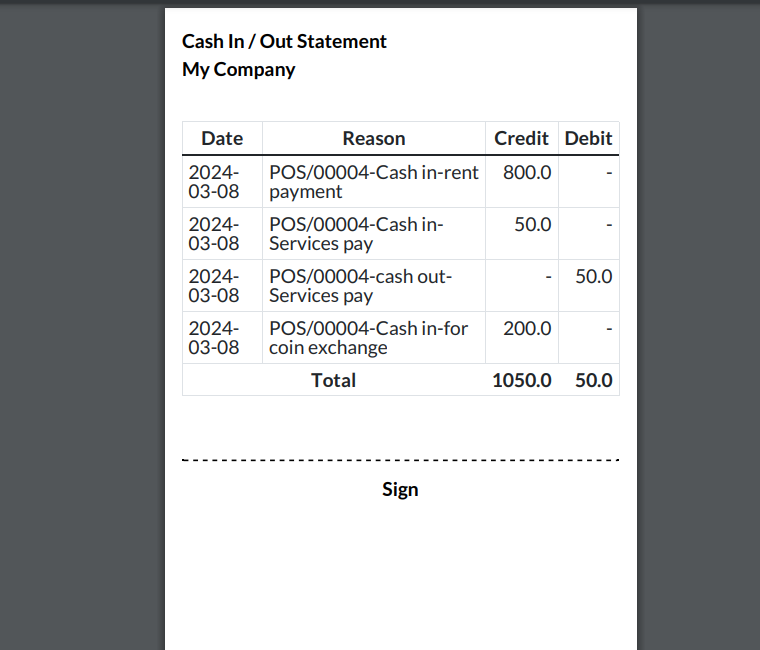 Cash In / Out Statement
My Company
Date Reason Credit Debit
2024- POS/00004-Cash in-rent 800.0 -
03-08 payment
2024- POS/00004-Cash in- 50.0 -
03-08 Services pay
2024- POS/00004-cash out- - 50.0
03-08 Services pay
2024- POS/00004-Cash in-for 200.0 -
03-08 coin exchange
Total 1050.0 50.0
Sign